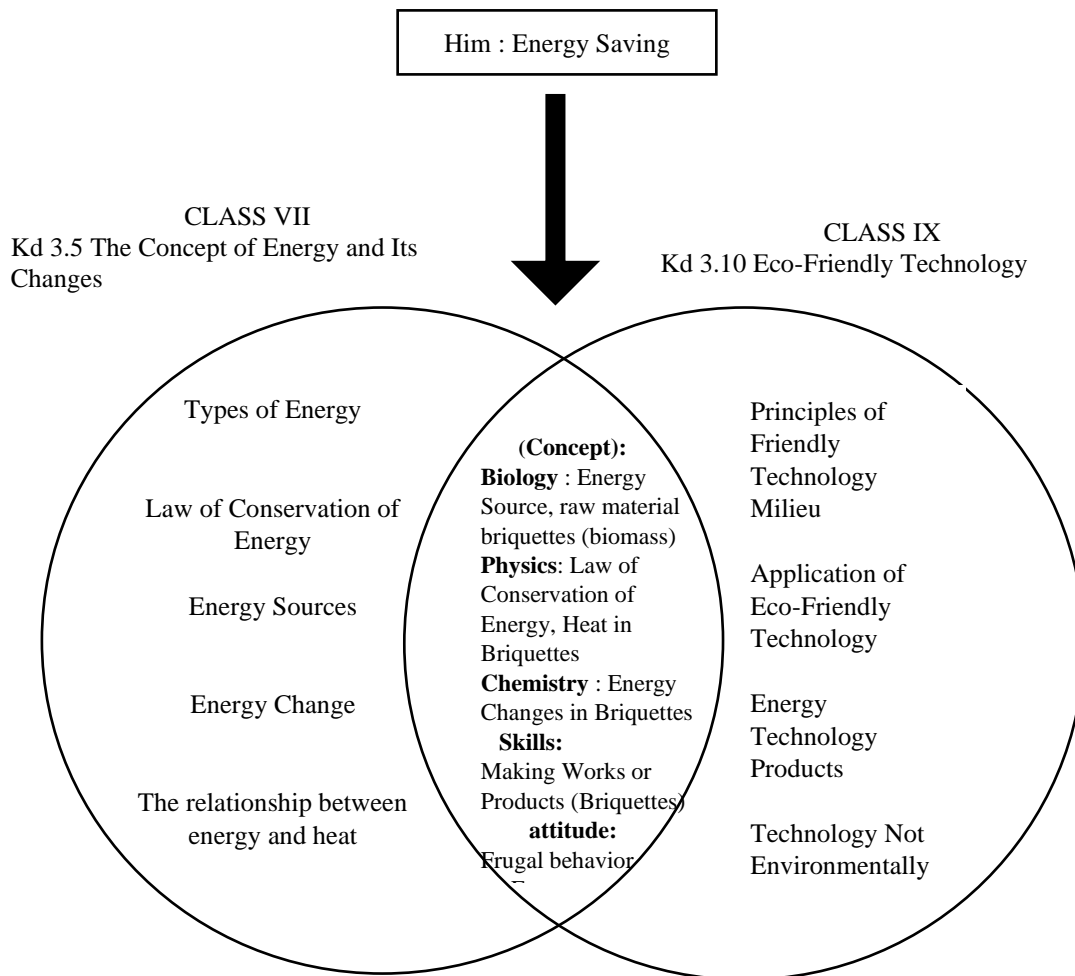 Him : Energy Saving
CLASS VII
Kd 3.5 The Concept of Energy and Its
Changes
CLASS IX
Kd 3.10 Eco-Friendly Technology
Types of Energy
Law of Conservation of
Energy
Energy Sources
Energy Change
The relationship between
energy and heat
(Concept):
Biology : Energy
Source, raw material
briquettes (biomass)
Physics: Law of
Conservation of
Energy, Heat in
Briquettes
Chemistry : Energy
Changes in Briquettes
Skills:
Making Works or
Products (Briquettes)
attitude:
Frugal behavior
Principles of
Friendly
Technology
Milieu
Application of
Eco-Friendly
Technology
Energy
Technology
Products
Technology Not
Environmentally